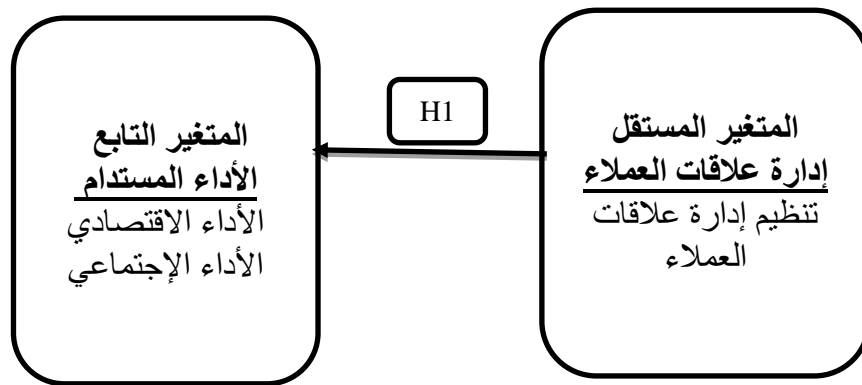 المتغير المستقل
إدارة علاقات العملاء
تنظيم إدارة علاقات
العملاء
H1
المتغير التابع
الأداء المستدام
الأداء الاقتصادي
الأداء الإجتماعي